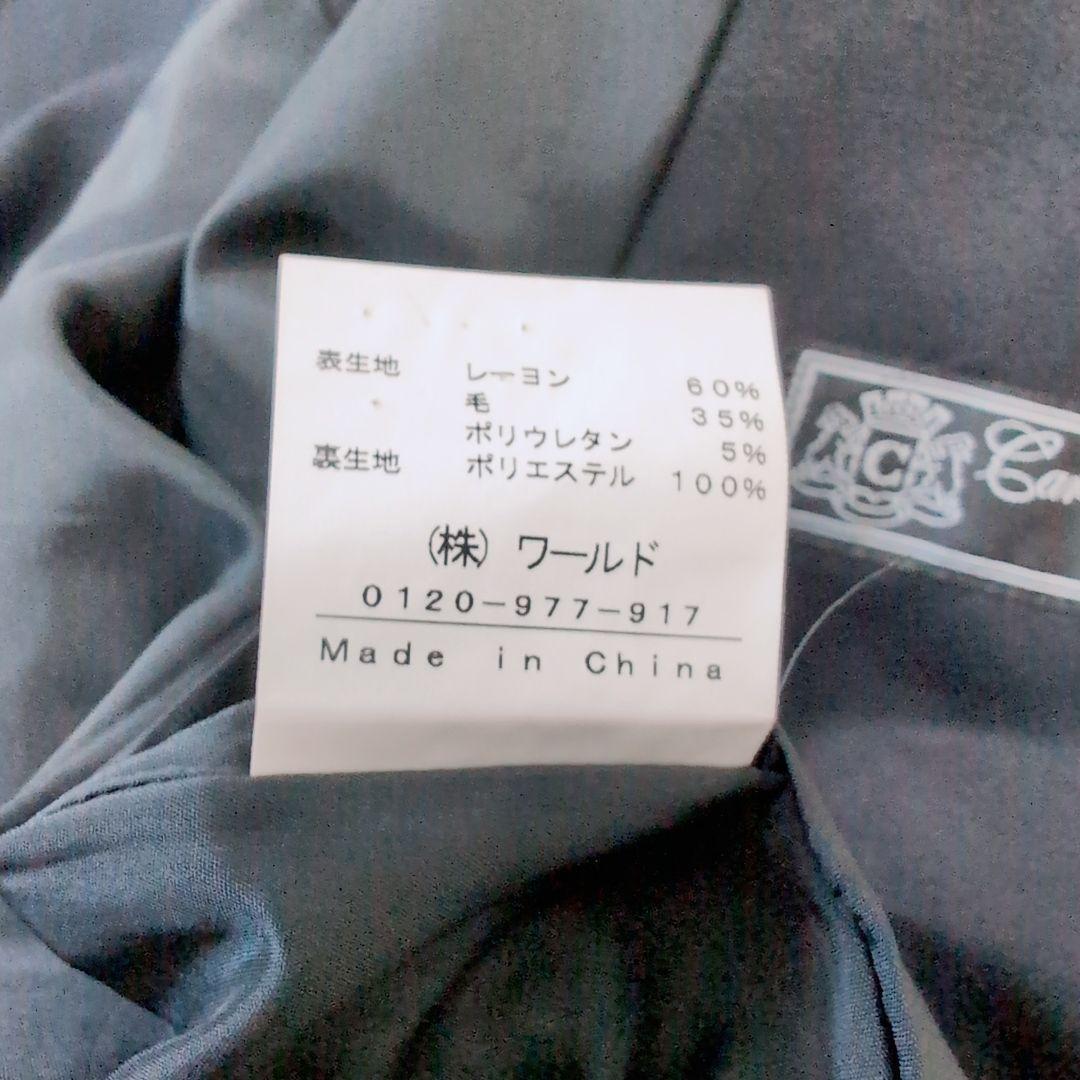 表生地 レーヨン 60%
毛 35%
ポリウレタン 5%
裏生地 ポリエステル 100%
(株) ワールド
0120-977-917
Made in China
C